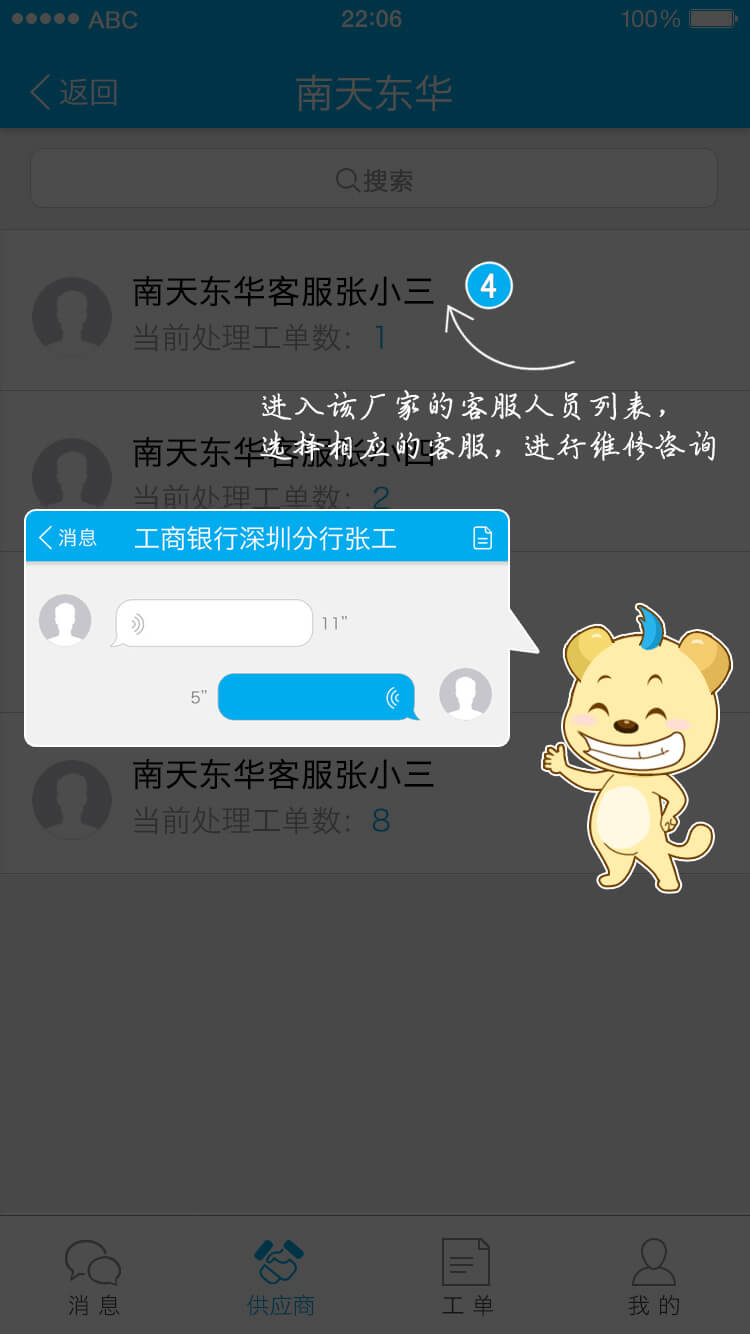 ABC 22:06 100%
返回 南天东华
搜索
南天东华客服张小三 4
当前处理工单数： 1
进入该厂家的客服人员列表，
选择相应的客服，进行维修咨询
南天东华客服张小四
当前处理工单数： 2
消息 工商银行深圳分行张工
11"
5"
南天东华客服张小三
当前处理工单数： 8
消息 供应商 工单 我的